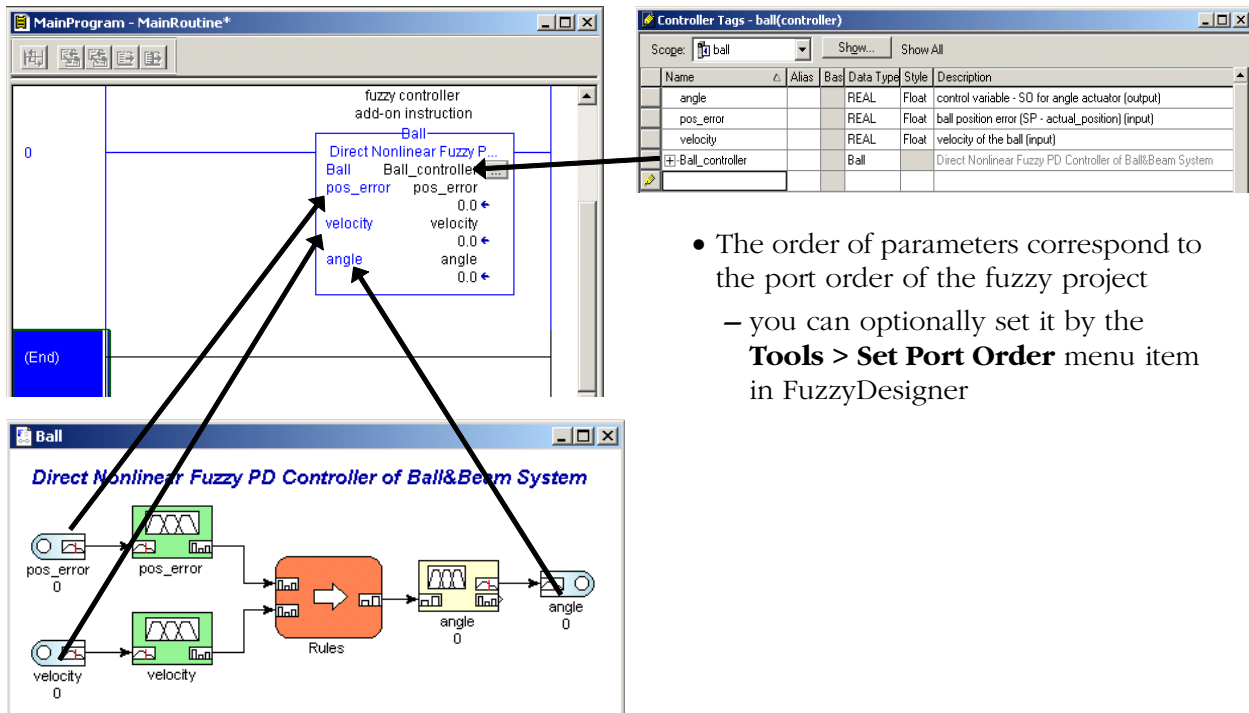 MainProgram - MainRoutine*
fuzzy controller
add-on instruction
Ball
0
Direct Nonlinear Fuzzy P...
Ball Ball_controller ...
pos_error pos_error
0.0
velocity velocity
0.0
angle angle
0.0
(End)
Controller Tags - ball(controller)
Scope: ball Show... Show All
Name Alias Bas Data Type Style Description
angle REAL Float control variable - SO for angle actuator (output)
pos_error REAL Float ball position error (SP - actual_position) (input)
velocity REAL Float velocity of the ball (input)
Ball_controller Ball Direct Nonlinear Fuzzy PD Controller of Ball&Beam System
• The order of parameters correspond to
the port order of the fuzzy project
– you can optionally set it by the
Tools > Set Port Order menu item
in FuzzyDesigner
Ball
Direct Nonlinear Fuzzy PD Controller of Ball&Beam System
pos_error
0
pos_error
velocity
0
velocity
Rules
angle
0
angle
0